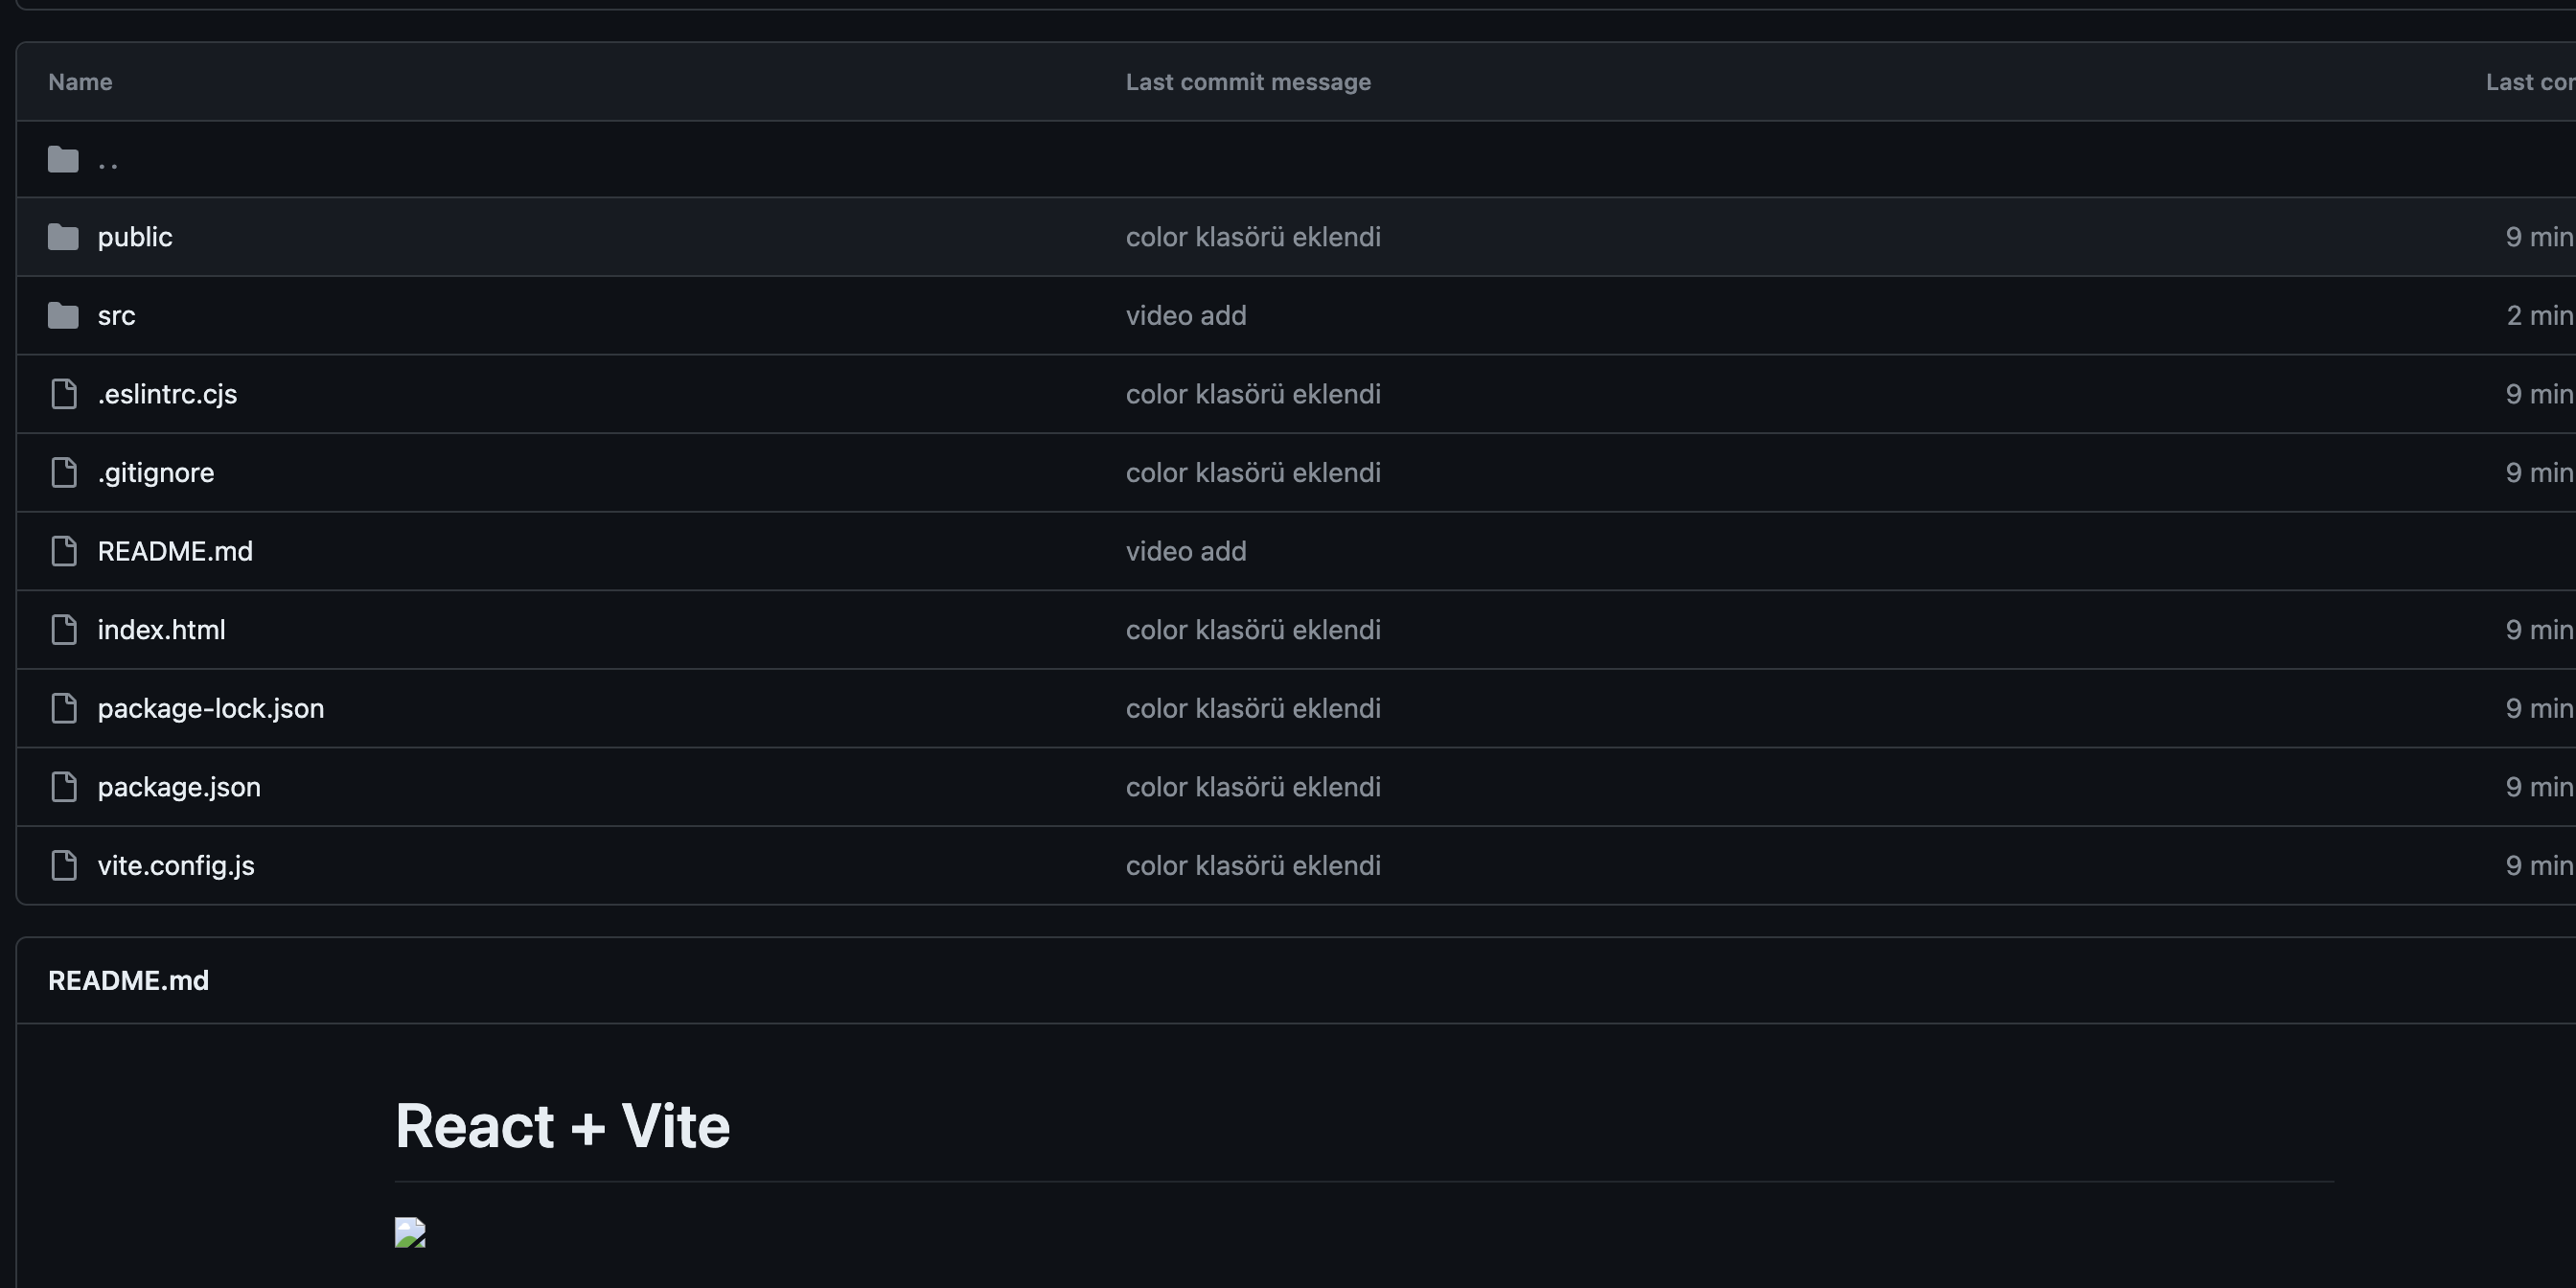 Name Last commit message Last
..
public color klasörü eklendi 9 min
src video add 2 min
.eslintrc.cjs color klasörü eklendi 9 min
.gitignore color klasörü eklendi 9 min
README.md video add
index.html color klasörü eklendi 9 min
package-lock.json color klasörü eklendi 9 min
package.json color klasörü eklendi 9 min
vite.config.js color klasörü eklendi 9 min
README.md
React + Vite